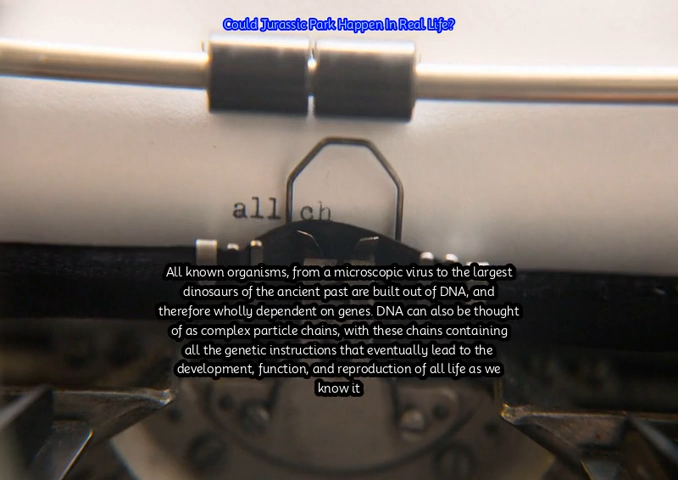 Could Jurassic Park Happen In Real Life?
all ch
All known organisms, from a microscopic virus to the largest
dinosaurs of the ancient past are built out of DNA, and
therefore wholly dependent on genes. DNA can also be thought
of as complex particle chains, with these chains containing
all the genetic instructions that eventually lead to the
development, function, and reproduction of all life as we
know it